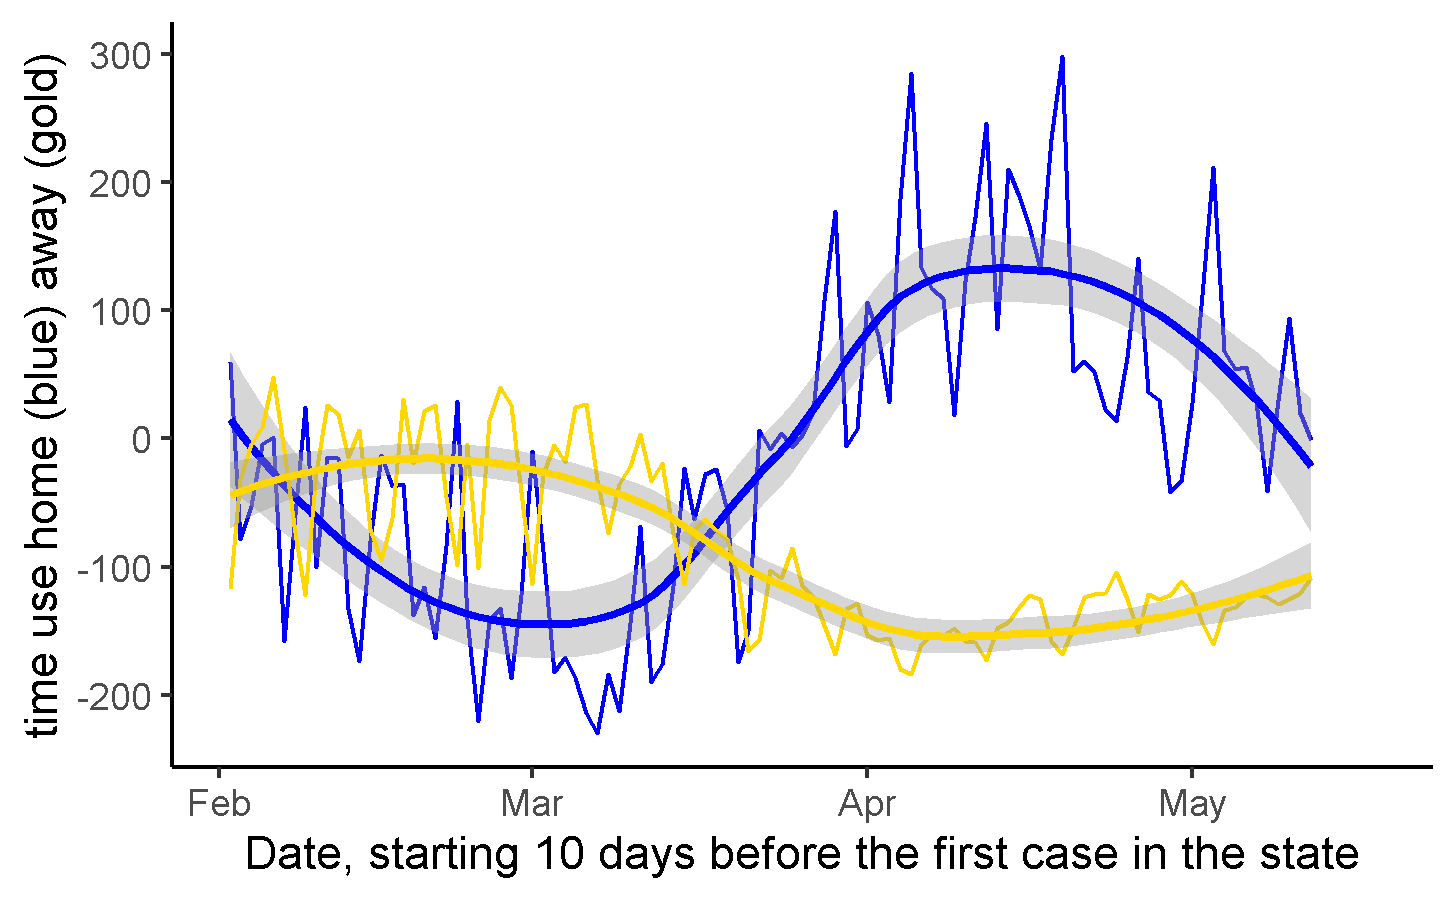 time use home (blue) away (gold)
300
200
100
0
-100
-200
Feb
Mar
Apr
May
Date, starting 10 days before the first case in the state